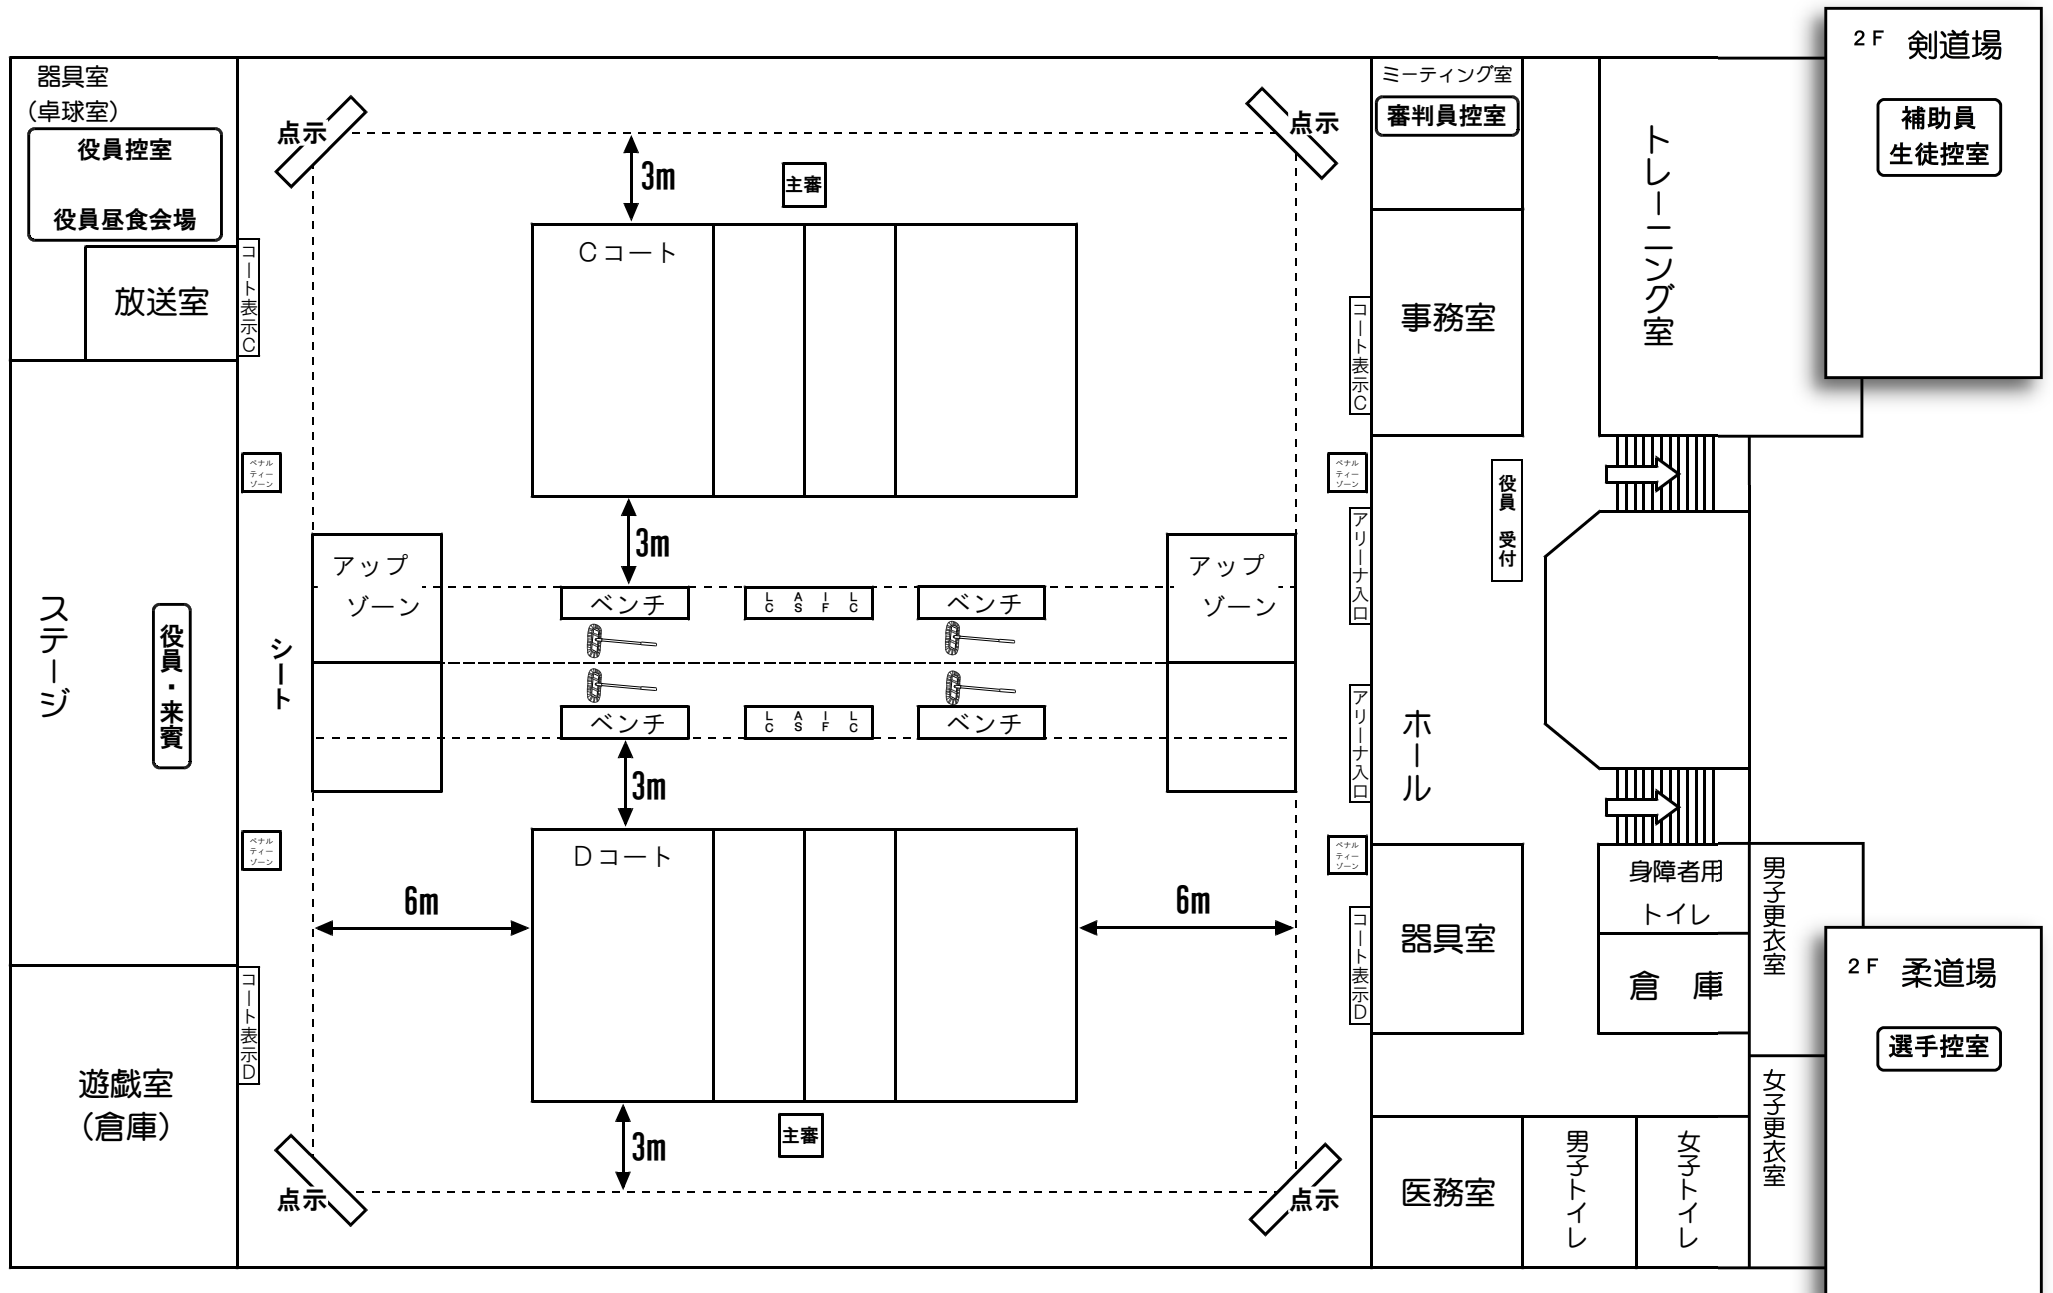 器具室
（卓球室）
役員控室
役員昼食会場
放送室
ステージ
役員・来賓
遊戯室
（倉庫）
コート表示C
ペナル
ティー
ゾーン
シート
ペナル
ティー
ゾーン
コート表示D
点示
点示
3m
主審
Cコート
3m
アップ
ゾーン
アップ
ゾーン
ベンチ
L A I L
C S F C
ベンチ
ベンチ
L A I L
C S F C
ベンチ
3m
Dコート
6m
6m
主審
3m
点示
点示
コート表示C
ペナル
ティー
ゾーン
アリーナ入口
アリーナ入口
ペナル
ティー
ゾーン
コート表示D
ミーティング室
審判員控室
事務室
役員 受付
ホール
器具室
医務室
トレーニング室
身障者用
トイレ
倉 庫
男子トイレ
女子トイレ
男子更衣室
女子更衣室
2F 剣道場
補助員
生徒控室
2F 柔道場
選手控室